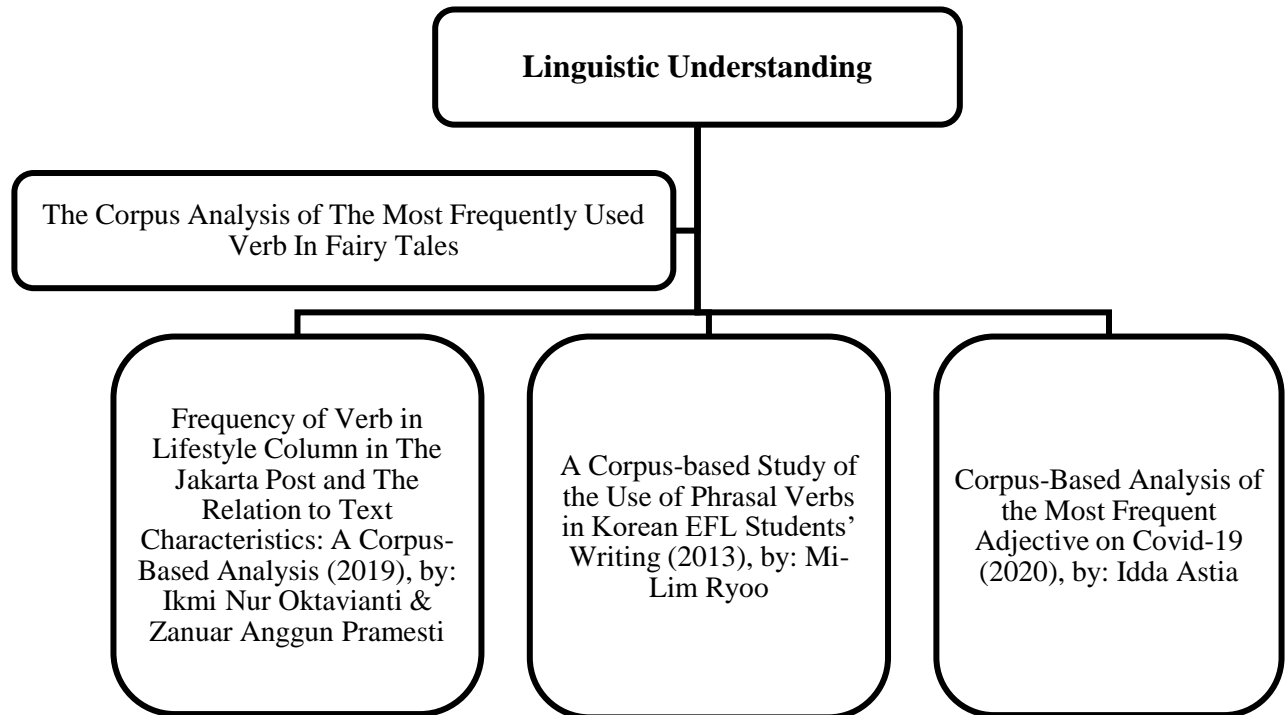 Linguistic Understanding
The Corpus Analysis of The Most Frequently Used
Verb In Fairy Tales
Frequency of Verb in
Lifestyle Column in The
Jakarta Post and The
Relation to Text
Characteristics: A Corpus-
Based Analysis (2019), by:
Ikmi Nur Oktavianti &
Zanuar Anggun Pramesti
A Corpus-based Study of
the Use of Phrasal Verbs
in Korean EFL Students’
Writing (2013), by: Mi-
Lim Ryoo
Corpus-Based Analysis of
the Most Frequent
Adjective on Covid-19
(2020), by: Idda Astia